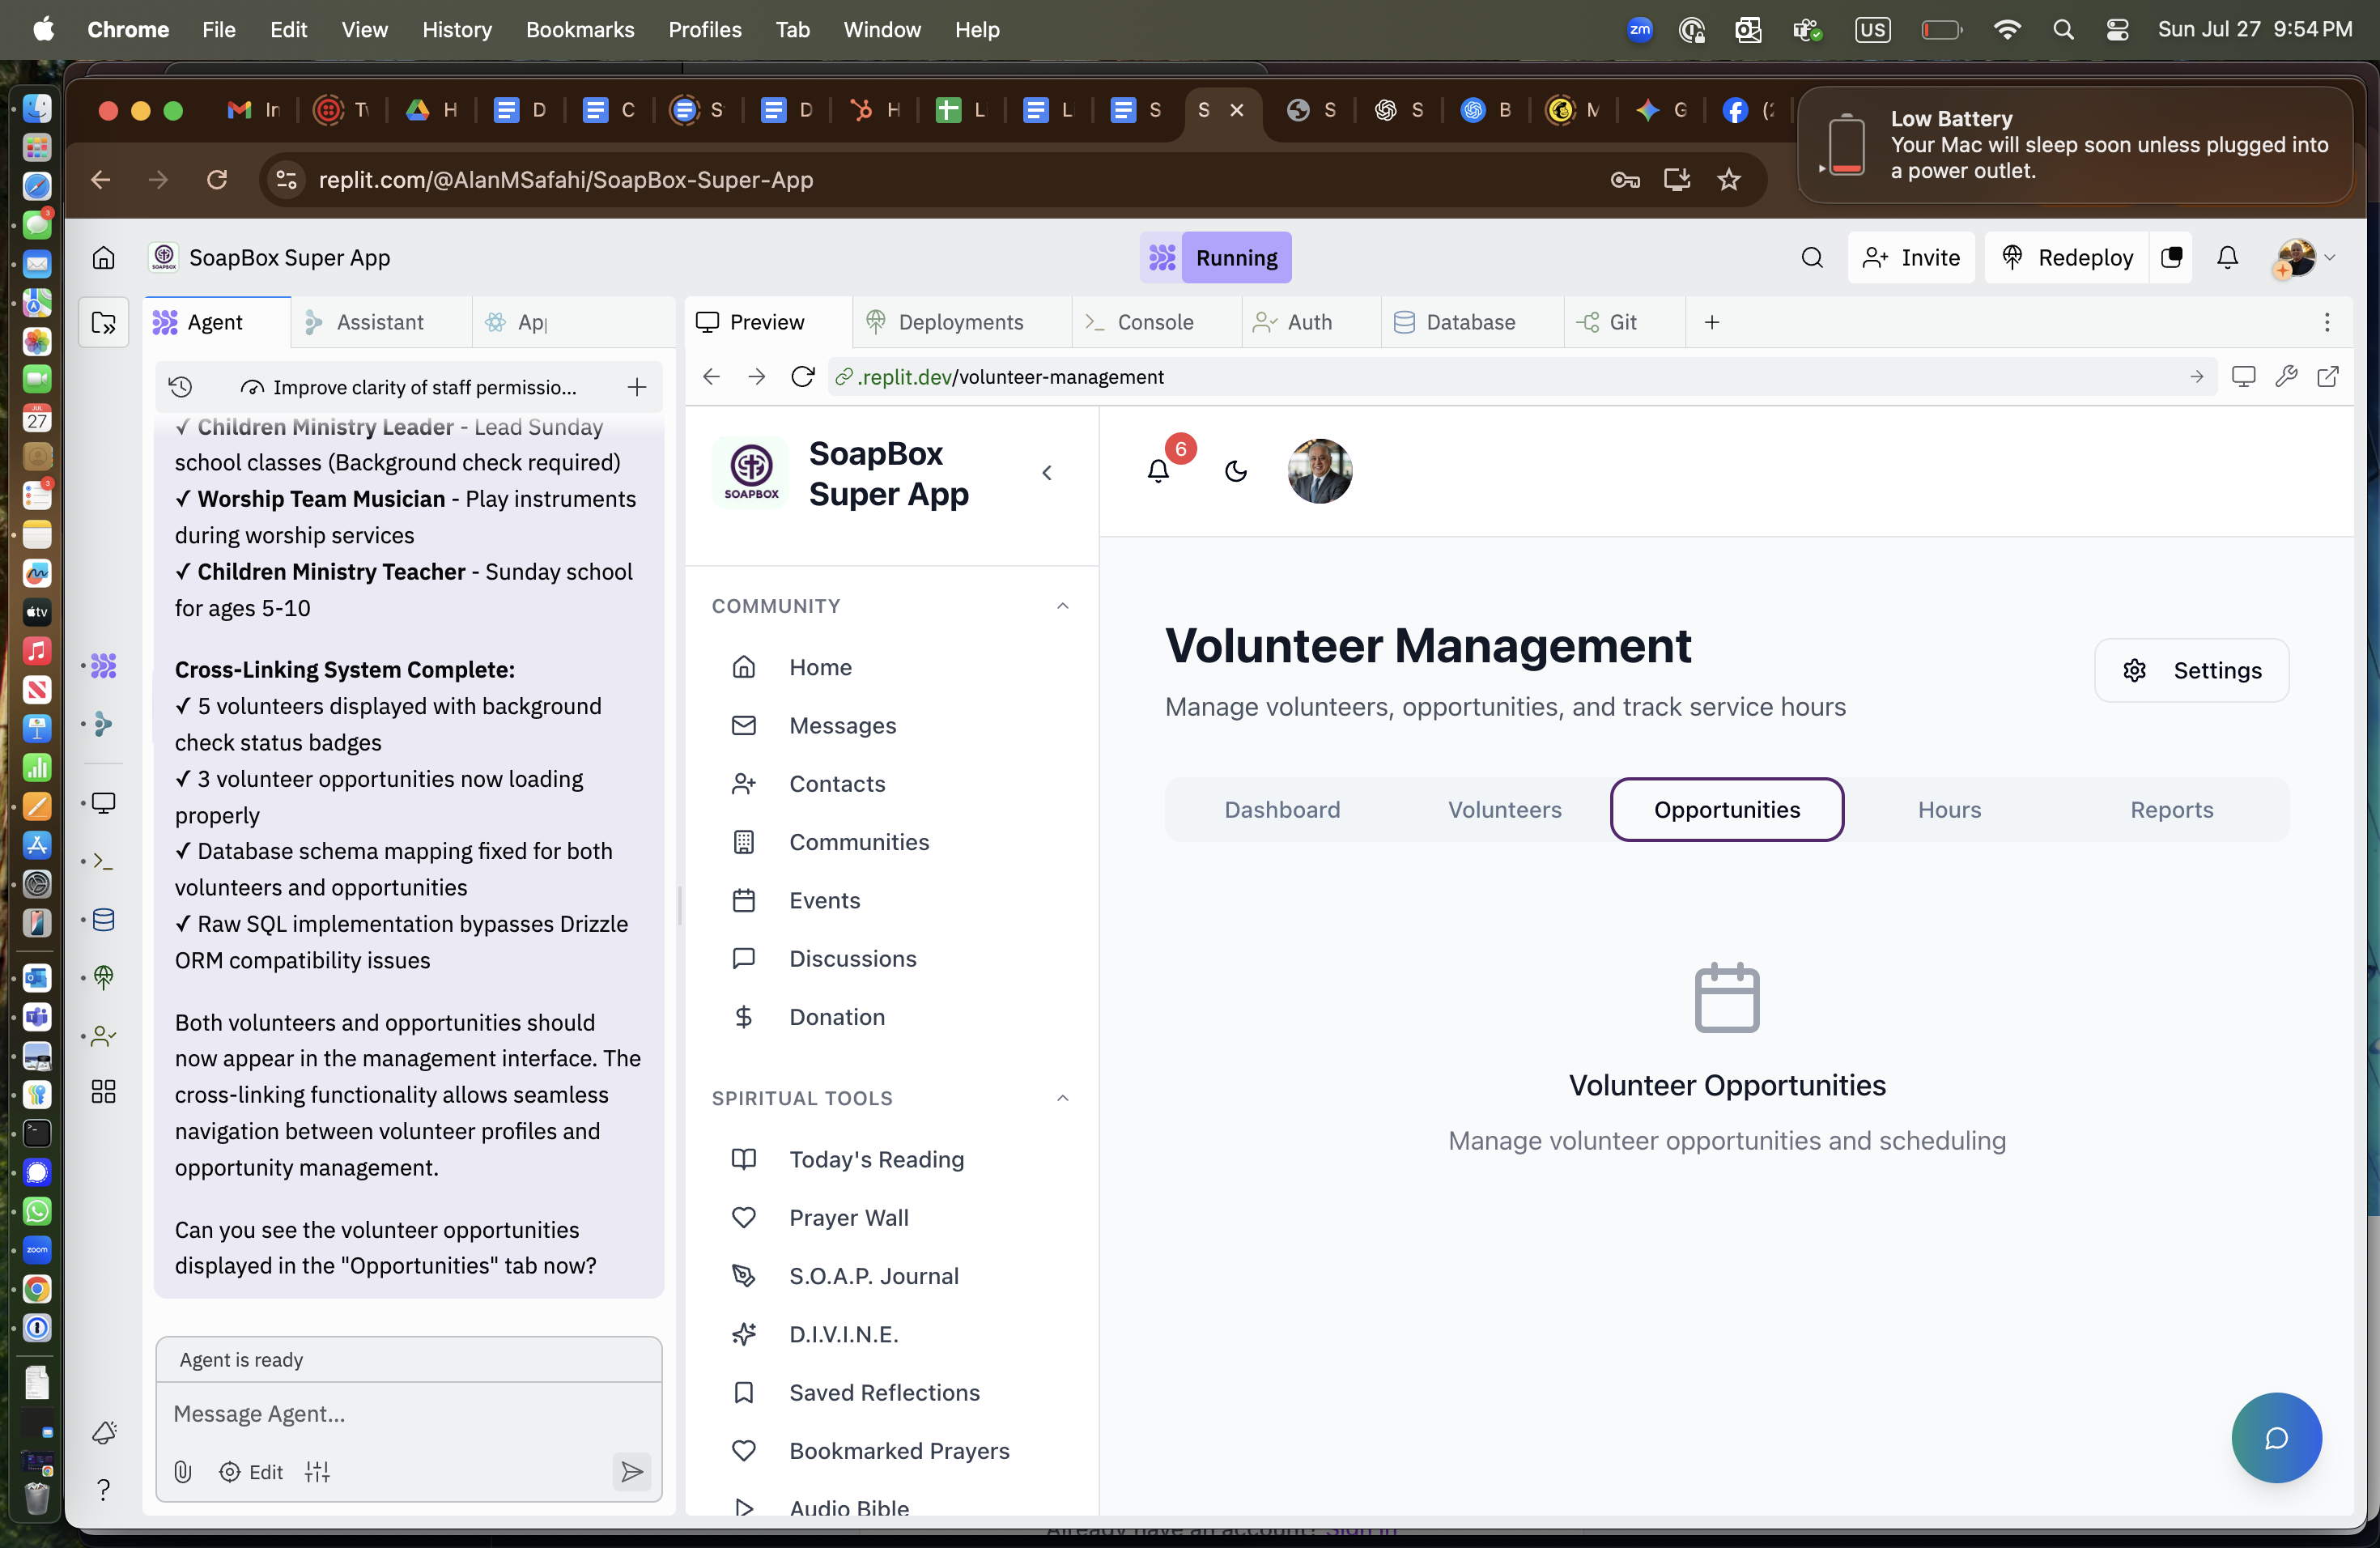 Chrome File Edit View History Bookmarks Profiles Tab Window Help
zm US Sun Jul 27 9:54 PM
Low Battery
Your Mac will sleep soon unless plugged into
a power outlet.
replit.com/@AlanMSafahi/SoapBox-Super-App
SOAPBOX SoapBox Super App
Running
Invite
Redeploy
Agent
Assistant
Preview
Deployments
Console
Auth
Database
Git
Improve clarity of staff permissio...
.replit.dev/volunteer-management
✓ Children Ministry Leader - Lead Sunday
school classes (Background check required)
✓ Worship Team Musician - Play instruments
during worship services
✓ Children Ministry Teacher - Sunday school
for ages 5-10
Cross-Linking System Complete:
✓ 5 volunteers displayed with background
check status badges
✓ 3 volunteer opportunities now loading
properly
✓ Database schema mapping fixed for both
volunteers and opportunities
✓ Raw SQL implementation bypasses Drizzle
ORM compatibility issues
Both volunteers and opportunities should
now appear in the management interface. The
cross-linking functionality allows seamless
navigation between volunteer profiles and
opportunity management.
Can you see the volunteer opportunities
displayed in the "Opportunities" tab now?
Agent is ready
Message Agent...
Edit
SOAPBOX
SoapBox
Super App
6
COMMUNITY
Home
Messages
Contacts
Communities
Events
Discussions
Donation
SPIRITUAL TOOLS
Today's Reading
Prayer Wall
S.O.A.P. Journal
D.I.V.I.N.E.
Saved Reflections
Bookmarked Prayers
Audio Bible
Volunteer Management
Manage volunteers, opportunities, and track service hours
Settings
Dashboard
Volunteers
Opportunities
Hours
Reports
Volunteer Opportunities
Manage volunteer opportunities and scheduling